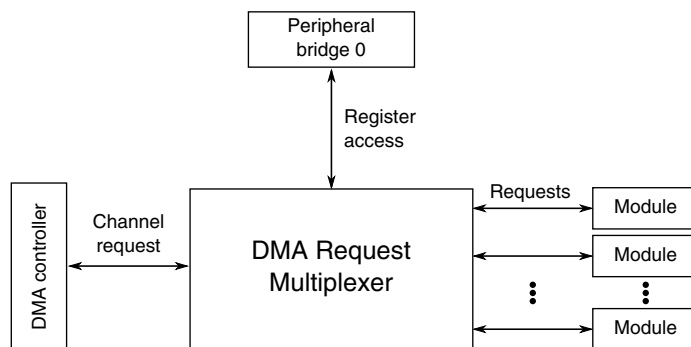 Peripheral
bridge 0
Register
access
Requests
Module
Channel
request
DMA controller
DMA Request
Multiplexer
Module
Module